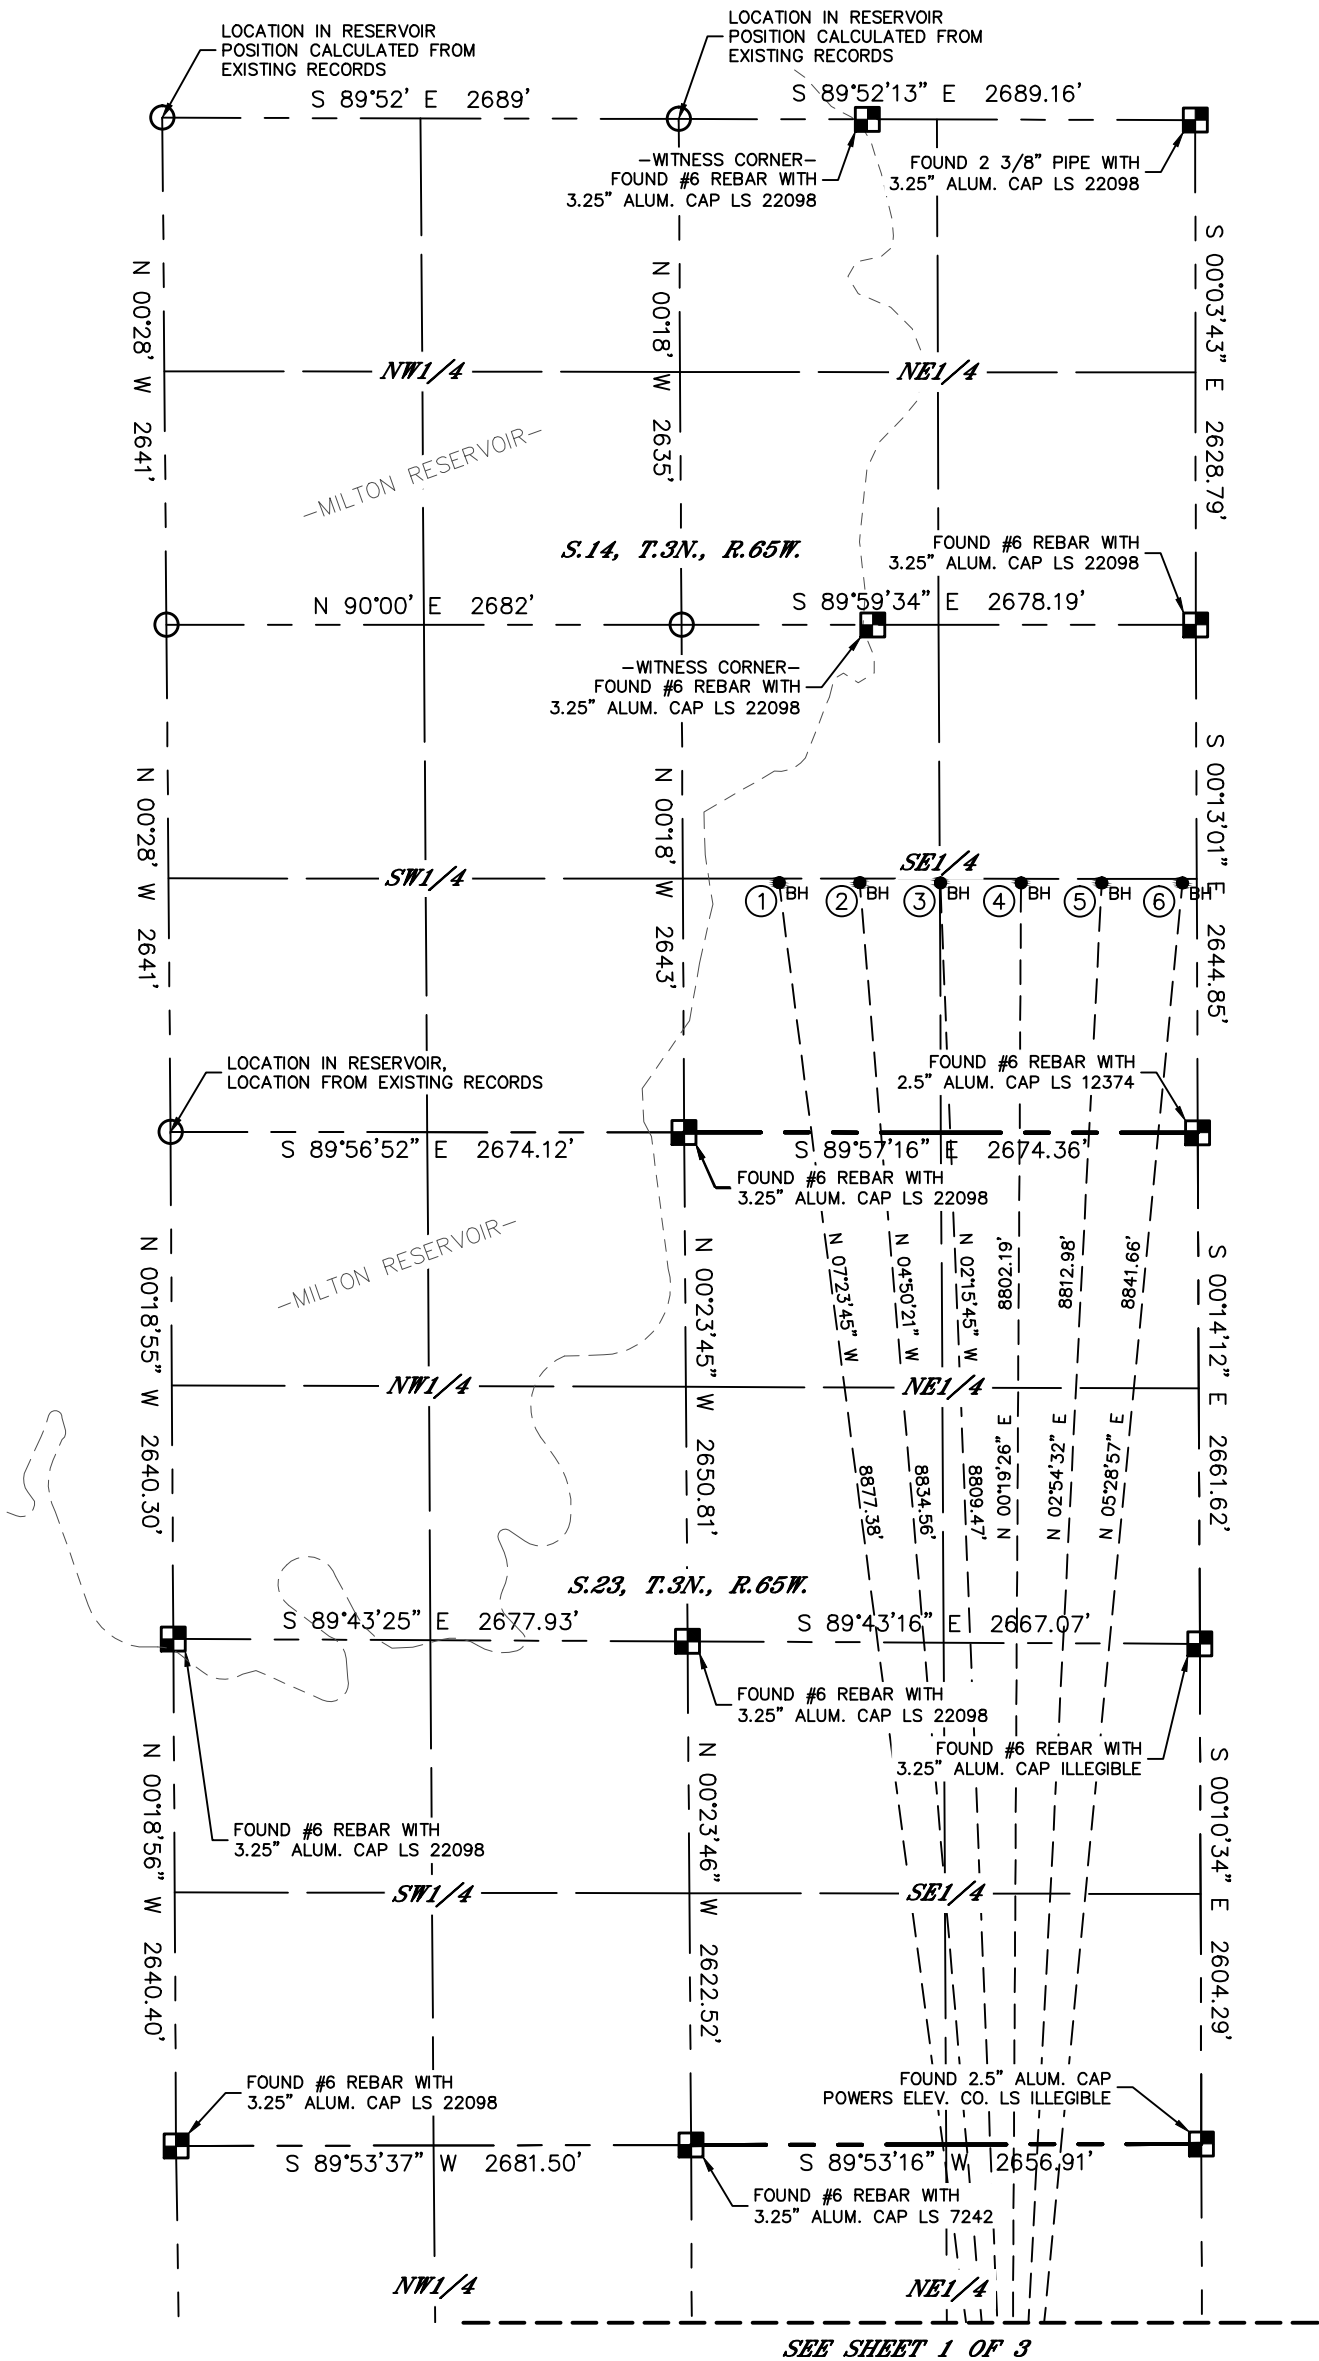 LOCATION IN RESERVOIR
POSITION CALCULATED FROM
EXISTING RECORDS
LOCATION IN RESERVOIR
POSITION CALCULATED FROM
EXISTING RECORDS
S 89°52' E 2689'
S 89°52'13" E 2689.16'
-WITNESS CORNER-
FOUND #6 REBAR WITH
3.25" ALUM. CAP LS 22098
FOUND 2 3/8" PIPE WITH
3.25" ALUM. CAP LS 22098
N 00°28' W 2641'
N 00°18' W 2635'
S 00°03'43" E 2628.79'
NW1/4
NE1/4
-MILTON RESERVOIR-
S.14, T.3N., R.65W.
FOUND #6 REBAR WITH
3.25" ALUM. CAP LS 22098
N 90°00' E 2682'
S 89°59'34" E 2678.19'
-WITNESS CORNER-
FOUND #6 REBAR WITH
3.25" ALUM. CAP LS 22098
N 00°28' W 2641'
N 00°18' W 2643'
S 00°13'01" E 2644.85'
SW1/4
SE1/4
1 BH
2 BH
3 BH
4 BH
5 BH
6 BH
LOCATION IN RESERVOIR,
LOCATION FROM EXISTING RECORDS
FOUND #6 REBAR WITH
2.5" ALUM. CAP LS 12374
S 89°56'52" E 2674.12'
S 89°57'16" E 2674.36'
FOUND #6 REBAR WITH
3.25" ALUM. CAP LS 22098
-MILTON RESERVOIR-
N 00°18'55" W 2640.30'
N 00°23'45" W 2650.81'
N 07°23'45" W 8877.38'
N 04°50'21" W 8834.56'
N 02°15'45" W 8809.47'
N 00°19'26" E 8802.19'
N 02°54'32" E 8812.98'
N 05°28'57" E 8841.66'
S 00°14'12" E 2661.62'
NW1/4
NE1/4
S.23, T.3N., R.65W.
S 89°43'25" E 2677.93'
S 89°43'16" E 2667.07'
FOUND #6 REBAR WITH
3.25" ALUM. CAP LS 22098
FOUND #6 REBAR WITH
3.25" ALUM. CAP ILLEGIBLE
FOUND #6 REBAR WITH
3.25" ALUM. CAP LS 22098
N 00°18'56" W 2640.40'
N 00°23'46" W 2622.52'
S 00°10'34" E 2604.29'
SW1/4
SE1/4
FOUND #6 REBAR WITH
3.25" ALUM. CAP LS 22098
FOUND 2.5" ALUM. CAP
POWERS ELEV. CO. LS ILLEGIBLE
S 89°53'37" W 2681.50'
S 89°53'16" W 2656.91'
FOUND #6 REBAR WITH
3.25" ALUM. CAP LS 7242
NW1/4
NE1/4
SEE SHEET 1 OF 3